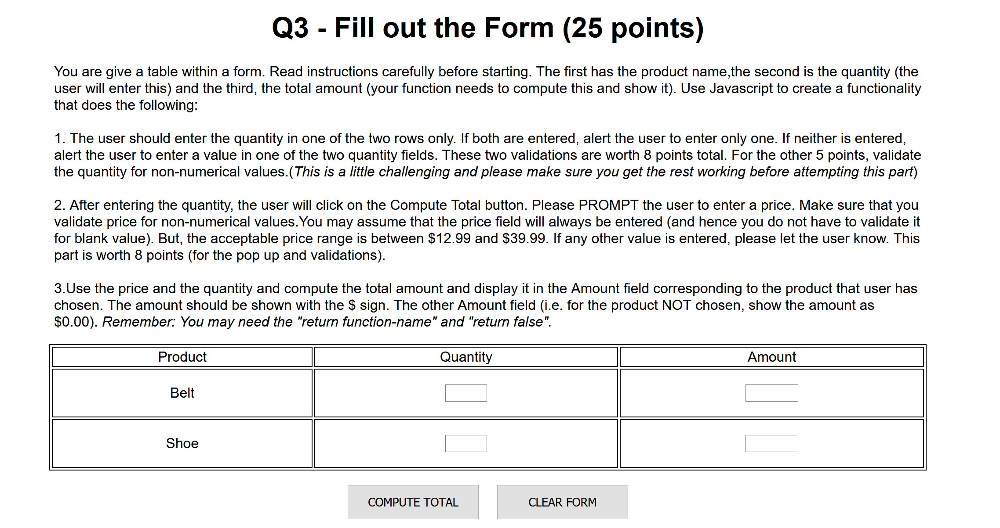 Q3 - Fill out the Form (25 points)
You are give a table within a form. Read instructions carefully before starting. The first has the product name,the second is the quantity (the
user will enter this) and the third, the total amount (your function needs to compute this and show it). Use Javascript to create a functionality
that does the following:
1. The user should enter the quantity in one of the two rows only. If both are entered, alert the user to enter only one. If neither is entered,
alert the user to enter a value in one of the two quantity fields. These two validations are worth 8 points total. For the other 5 points, validate
the quantity for non-numerical values.(This is a little challenging and please make sure you get the rest working before attempting this part)
2. After entering the quantity, the user will click on the Compute Total button. Please PROMPT the user to enter a price. Make sure that you
validate price for non-numerical values.You may assume that the price field will always be entered (and hence you do not have to validate it
for blank value). But, the acceptable price range is between $12.99 and $39.99. If any other value is entered, please let the user know. This
part is worth 8 points (for the pop up and validations).
3.Use the price and the quantity and compute the total amount and display it in the Amount field corresponding to the product that user has
chosen. The amount should be shown with the $ sign. The other Amount field (i.e. for the product NOT chosen, show the amount as
$0.00). Remember: You may need the "return function-name" and "return false".
Product Quantity Amount
Belt
Shoe
COMPUTE TOTAL CLEAR FORM